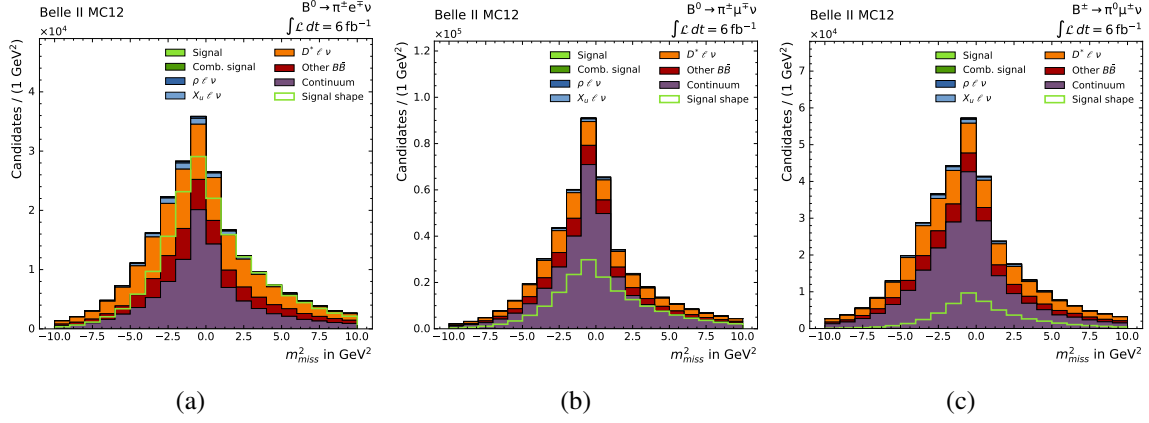 Belle II MC12
B⁰ → π±e∓ν
∫ℒ dt = 6 fb⁻¹
×10⁴
Signal
Comb. signal
ρ ℓ ν
Xᵤ ℓ ν
D* ℓ ν
Other BB̄
Continuum
Signal shape
Candidates / (1 GeV²)
4
3
2
1
0
−10.0 −7.5 −5.0 −2.5 0.0 2.5 5.0 7.5 10.0
m²miss in GeV²
(a)
Belle II MC12
B⁰ → π±μ∓ν
∫ℒ dt = 6 fb⁻¹
×10⁵
Signal
Comb. signal
ρ ℓ ν
Xᵤ ℓ ν
D* ℓ ν
Other BB̄
Continuum
Signal shape
Candidates / (1 GeV²)
1.2
1.0
0.8
0.6
0.4
0.2
0.0
−10.0 −7.5 −5.0 −2.5 0.0 2.5 5.0 7.5 10.0
m²miss in GeV²
(b)
Belle II MC12
B± → π⁰μ±ν
∫ℒ dt = 6 fb⁻¹
×10⁴
Signal
Comb. signal
ρ ℓ ν
Xᵤ ℓ ν
D* ℓ ν
Other BB̄
Continuum
Signal shape
Candidates / (1 GeV²)
7
6
5
4
3
2
1
0
−10.0 −7.5 −5.0 −2.5 0.0 2.5 5.0 7.5 10.0
m²miss in GeV²
(c)